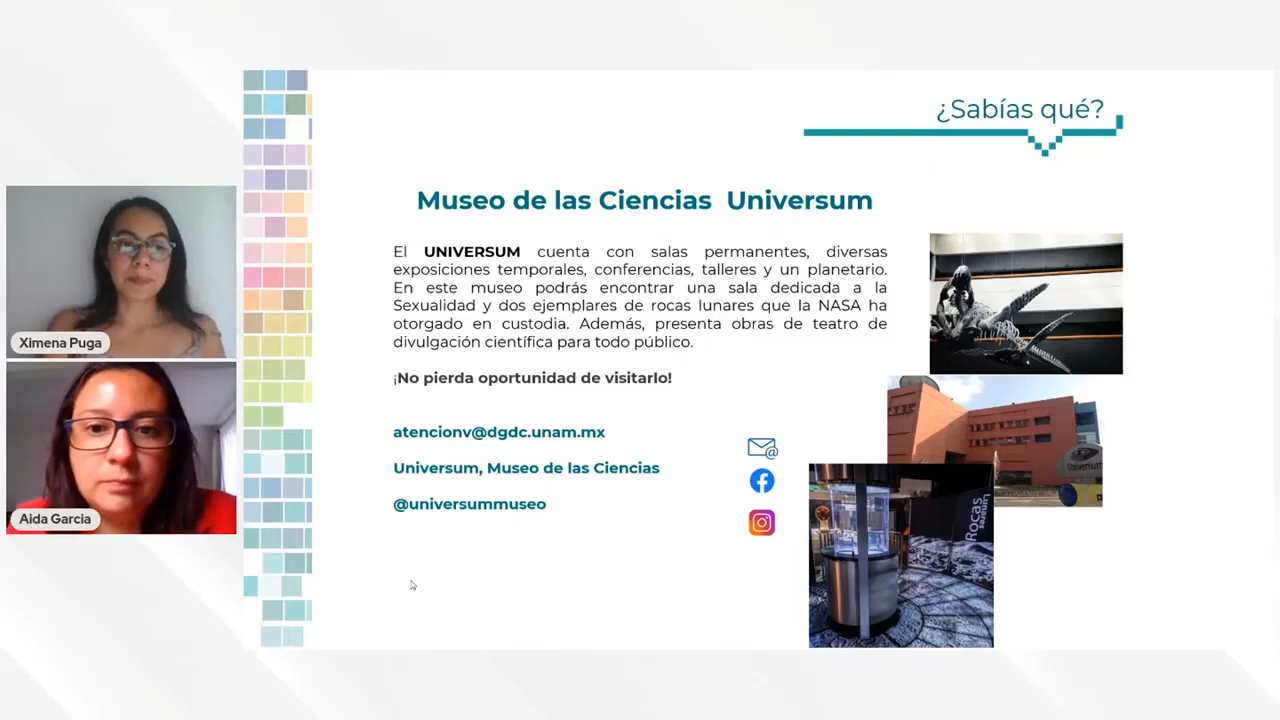 ¿Sabías qué?
Museo de las Ciencias Universum
El UNIVERSUM cuenta con salas permanentes, diversas
exposiciones temporales, conferencias, talleres y un planetario.
En este museo podrás encontrar una sala dedicada a la
Sexualidad y dos ejemplares de rocas lunares que la NASA ha
otorgado en custodia. Además, presenta obras de teatro de
divulgación científica para todo público.
¡No pierda oportunidad de visitarlo!
atencionv@dgdc.unam.mx
Universum, Museo de las Ciencias
@universummuseo
Ximena Puga
Aida Garcia
Universum
Rocas
Lunares